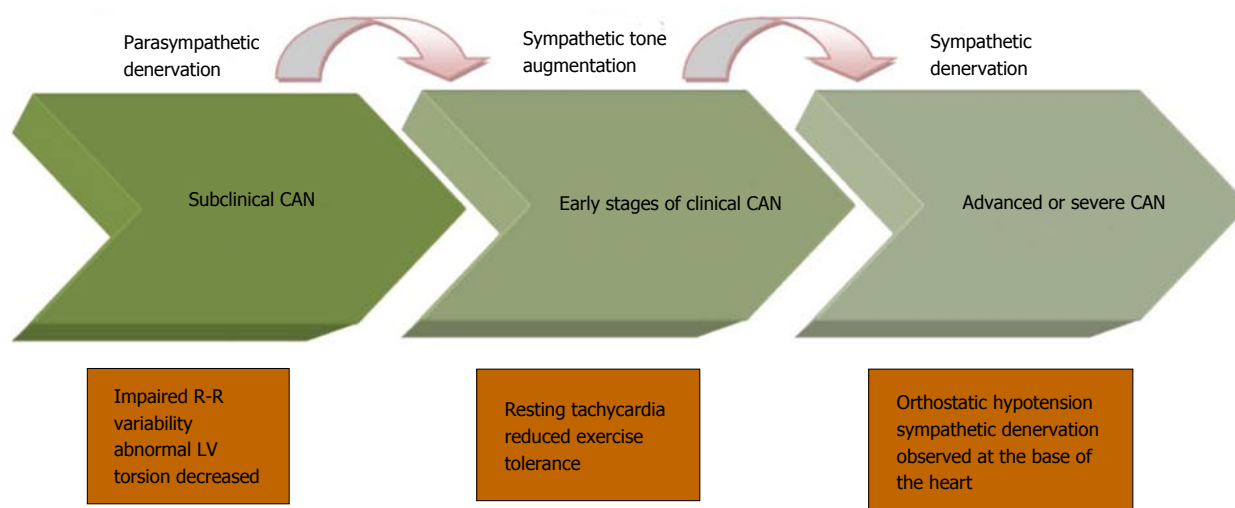 Parasympathetic
denervation
Sympathetic tone
augmentation
Sympathetic
denervation
Subclinical CAN
Early stages of clinical CAN
Advanced or severe CAN
Impaired R-R
variability
abnormal LV
torsion decreased
Resting tachycardia
reduced exercise
tolerance
Orthostatic hypotension
sympathetic denervation
observed at the base of
the heart